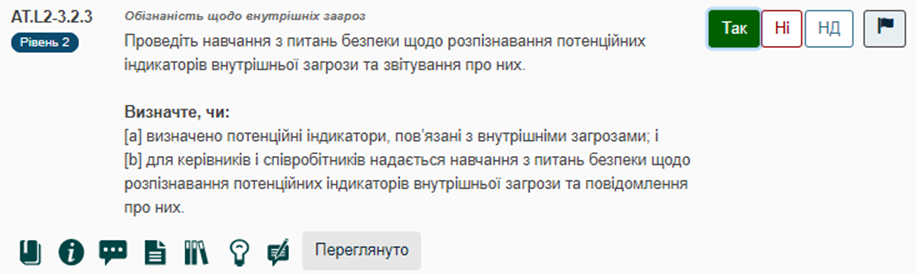 AT.L2-3.2.3
Рівень 2
Обізнаність щодо внутрішніх заароз
Проведіть навчання з питань безпеки щодо розпізнавання потенційних
індикаторів внутрішньої загрози та звітування про них.
Визначте, чи:
[a] визначено потенційні індикатори, пов’язані з внутрішніми загрозами; і
[b] для керівників і співробітників надається навчання з питань безпеки щодо
розпізнавання потенційних індикаторів внутрішньої загрози та повідомлення
про них.
Так
Ні
НД
Переглянуто